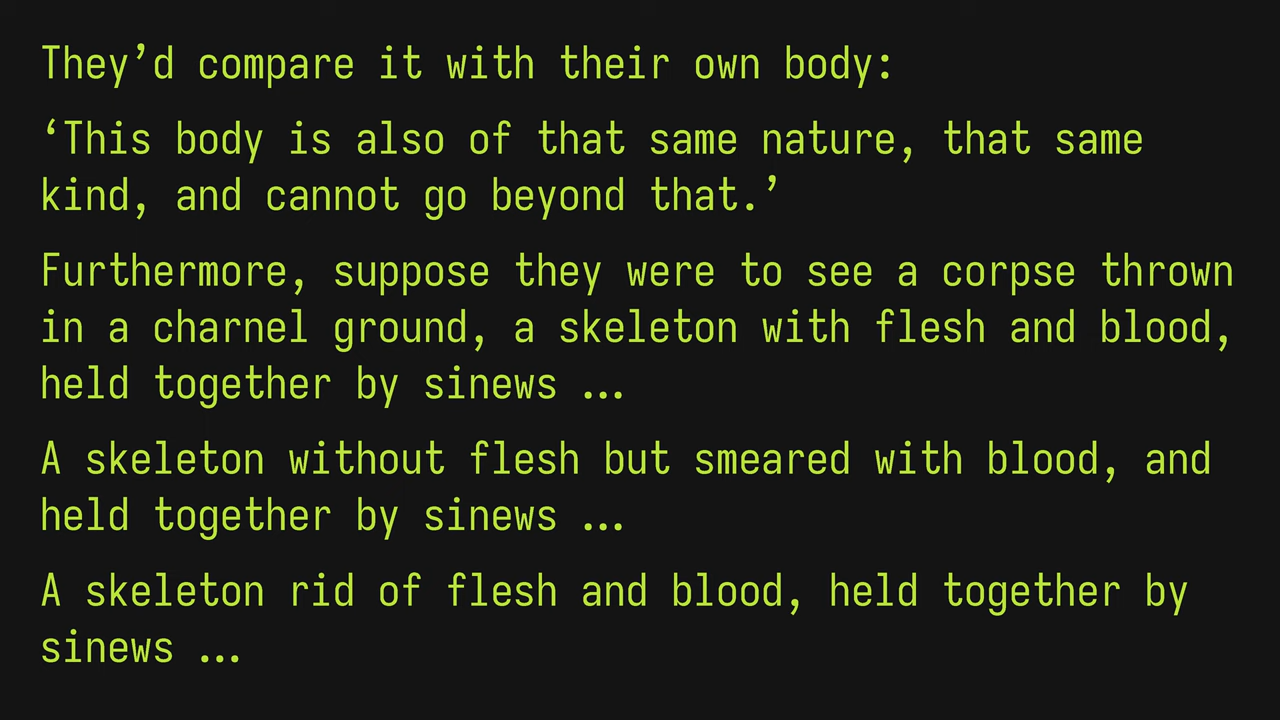 They’d compare it with their own body:
‘This body is also of that same nature, that same
kind, and cannot go beyond that.’
Furthermore, suppose they were to see a corpse thrown
in a charnel ground, a skeleton with flesh and blood,
held together by sinews …
A skeleton without flesh but smeared with blood, and
held together by sinews …
A skeleton rid of flesh and blood, held together by
sinews …